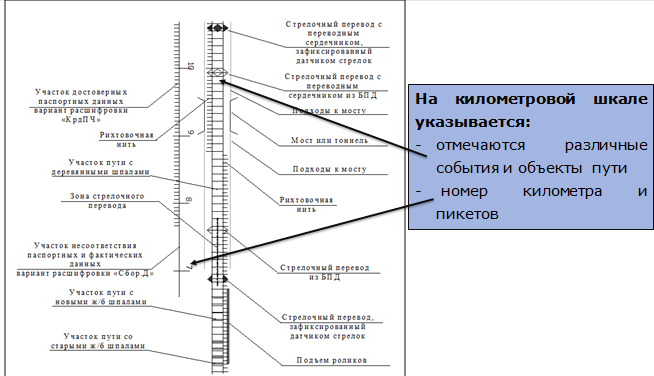 Стрелочный перевод с
переводным
сердечником,
зафиксированный
датчиком стрелок
Стрелочный перевод с
переводным
сердечником из БПД
Подходы к мосту
Мост или тоннель
Подходы к мосту
Рихтовочная
нить
Стрелочный перевод
из БПД
Стрелочный перевод,
зафиксированный
датчиком стрелок
Подъем роликов
Участок достоверных
паспортных данных
вариант расшифровки
«КрдПЧ»
Рихтовочная
нить
Участок пути с
деревянными шпалами
Зона стрелочного
перевода
Участок несоответствия
паспортных и фактических
данных
вариант расшифровки «Сбор.Д»
Участок пути с
новыми ж/б шпалами
Участок пути со
старыми ж/б шпалами
10
9
8
7
На километровой шкале
указывается:
- отмечаются различные
события и объекты пути
- номер километра и
пикетов